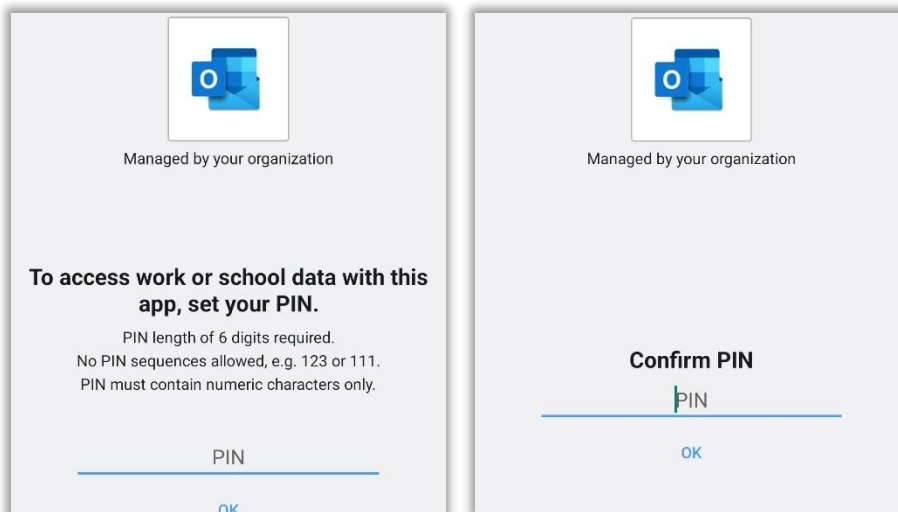 O
Managed by your organization
To access work or school data with this
app, set your PIN.
PIN length of 6 digits required.
No PIN sequences allowed, e.g. 123 or 111.
PIN must contain numeric characters only.
PIN
OK
O
Managed by your organization
Confirm PIN
PIN
OK